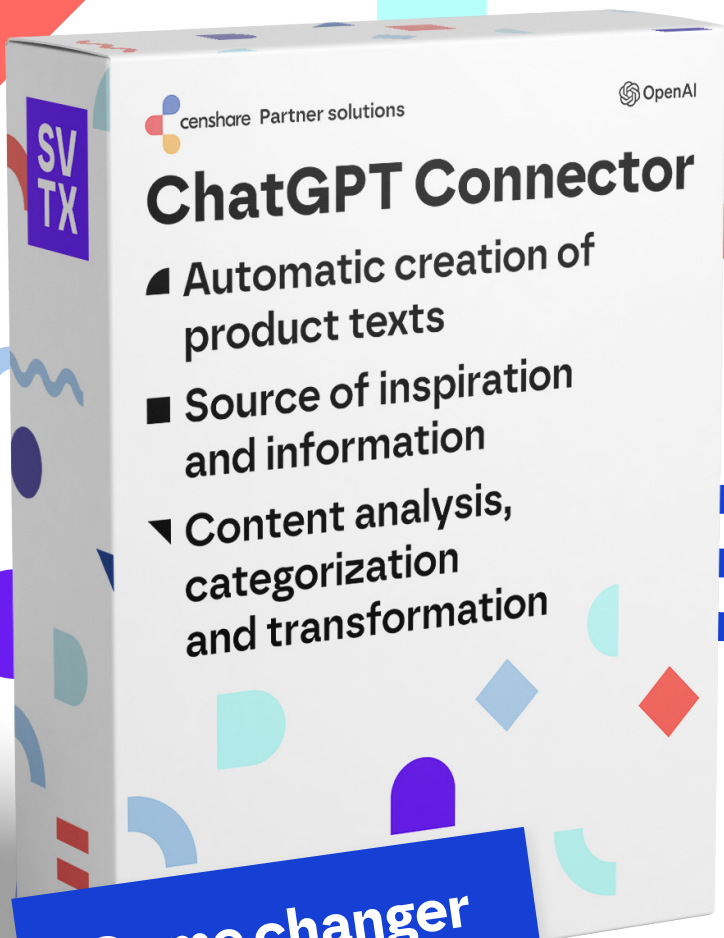 SV
TX
censhare Partner solutions
OpenAI
ChatGPT Connector
Automatic creation of
product texts
Source of inspiration
and information
Content analysis,
categorization
and transformation
changer